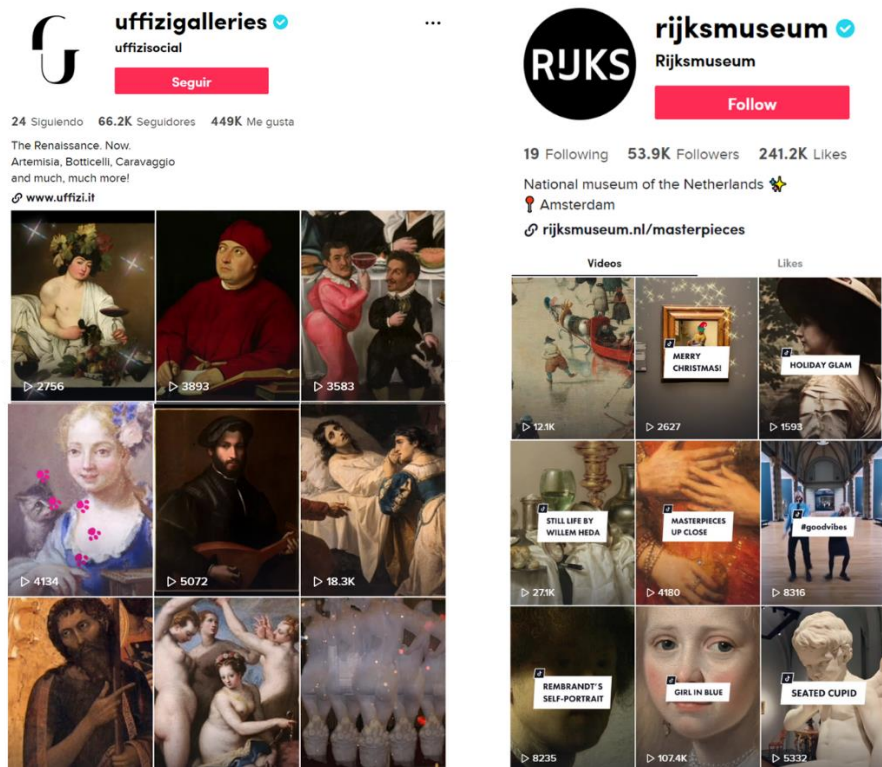 uffizigalleries
uffizisocial
Seguir
24 Siguiendo 66.2K Seguidores 449K Me gusta
The Renaissance. Now.
Artemisia, Botticelli, Caravaggio
and much, much more!
www.uffizi.it
2756
3893
3583
4134
5072
18.3K
RIJKS
rijksmuseum
Rijksmuseum
Follow
19 Following 53.9K Followers 241.2K Likes
National museum of the Netherlands
Amsterdam
rijksmuseum.nl/masterpieces
Videos Likes
12.1K
MERRY
CHRISTMAS!
2627
HOLIDAY GLAM
1593
STILL LIFE BY
WILLEM HEDA
27.1K
MASTERPIECES
UP CLOSE
4180
#goodvibes
8316
REMBRANDT'S
SELF-PORTRAIT
8235
GIRL IN BLUE
107.4K
SEATED CUPID
5332